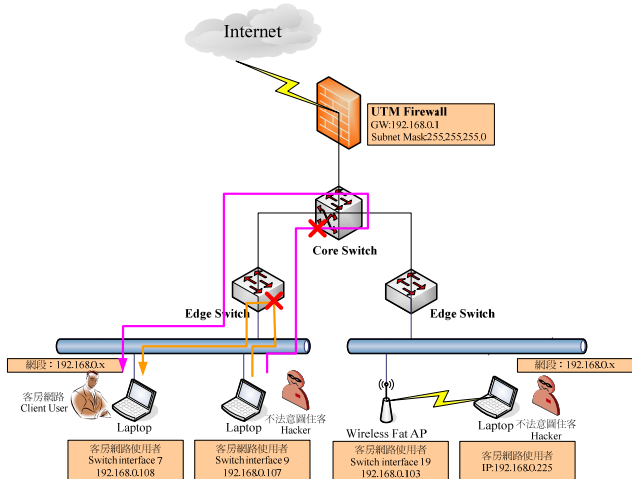 Internet
UTM Firewall
GW:192.168.0.1
Subnet Mask:255,255,255,0
Core Switch
Edge Switch
Edge Switch
網段：192.168.0.x
網段：192.168.0.x
客房網路
Client User
Laptop
Laptop
不法意圖住客
Hacker
Wireless Fat AP
Laptop
不法意圖住客
Hacker
客房網路使用者
Switch interface 7
192.168.0.108
客房網路使用者
Switch interface 9
192.168.0.107
客房網路使用者
Switch interface 19
192.168.0.103
客房網路使用者
IP:192.168.0.225